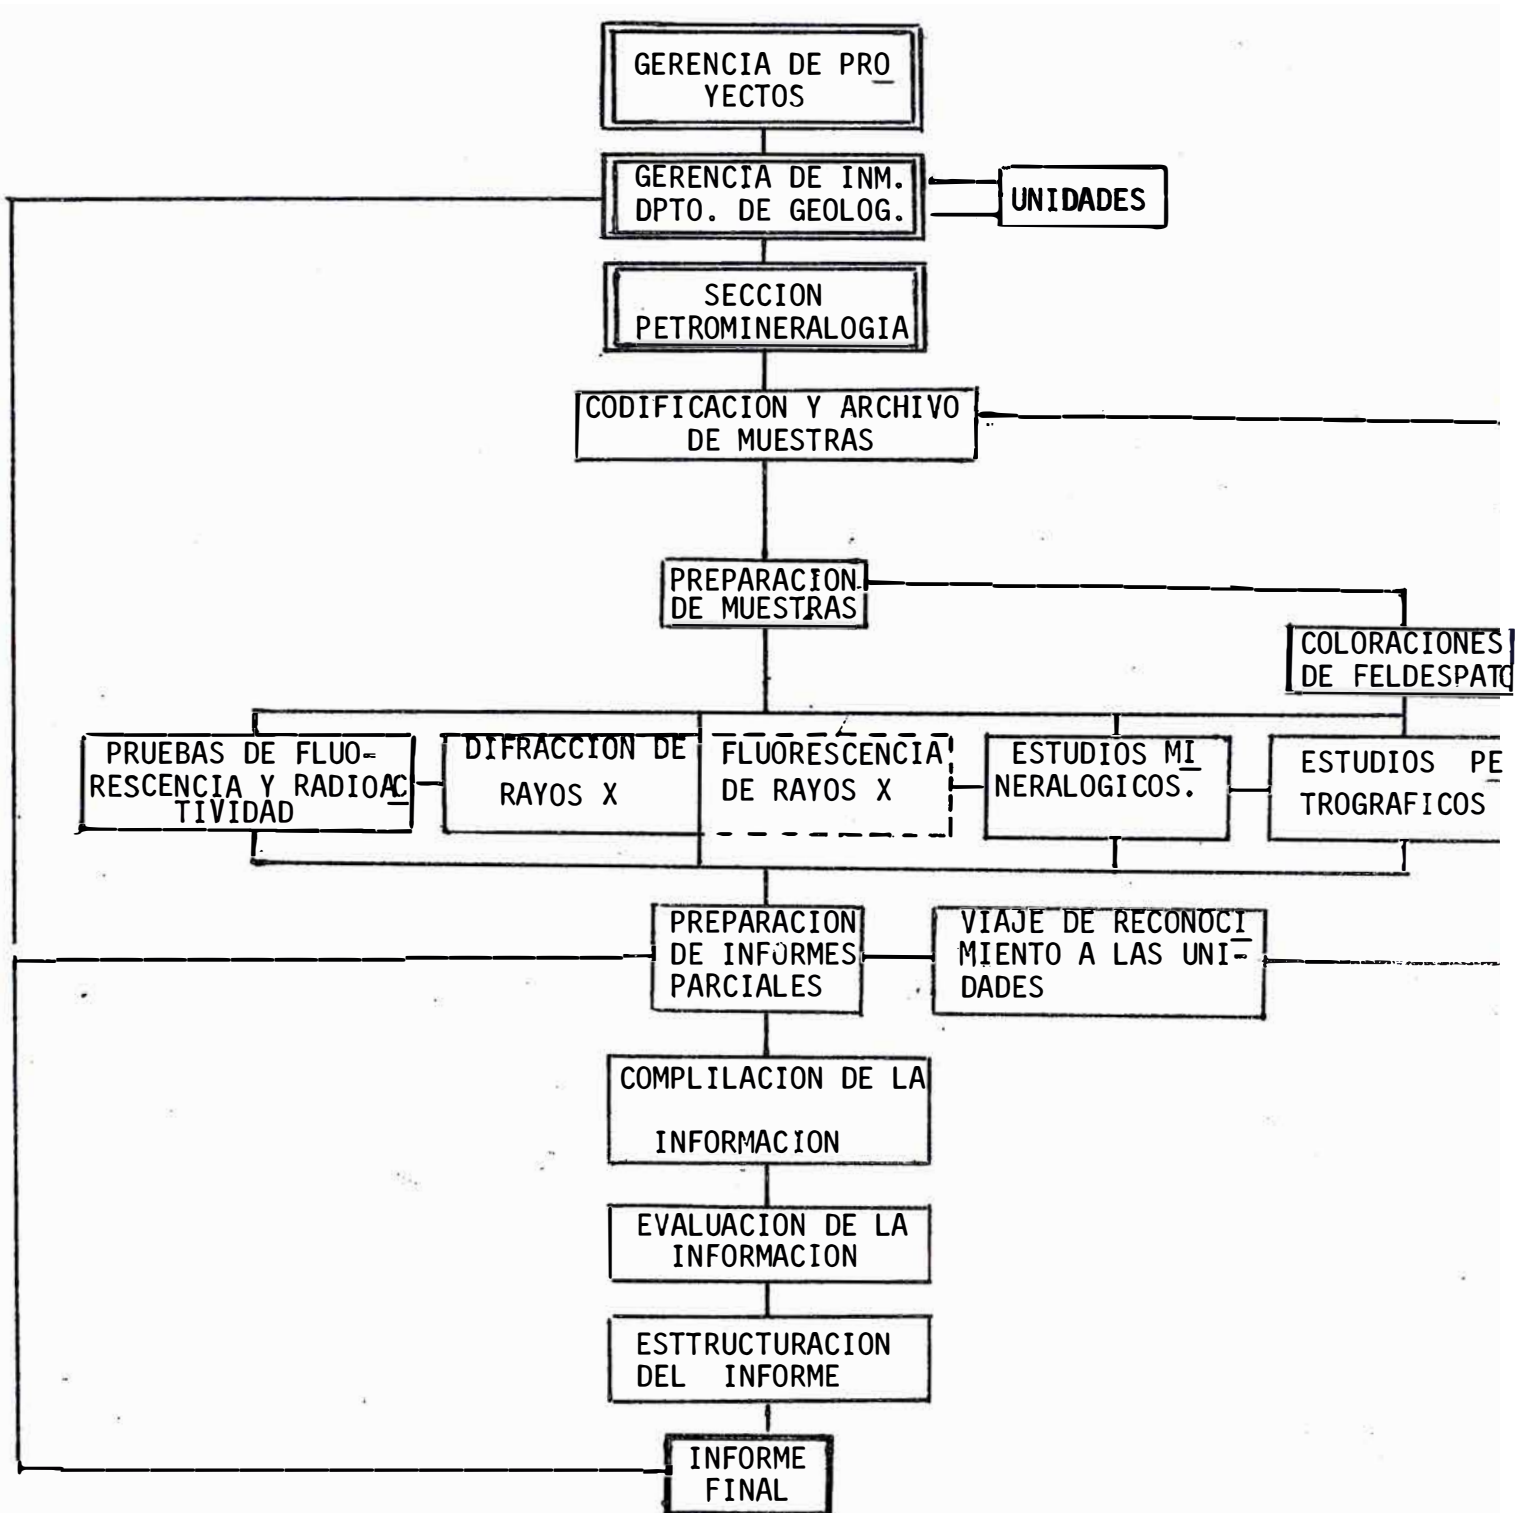 GERENCIA DE PRO
YECTOS
GERENCIA DE INM.
DPTO. DE GEOLOG.
UNIDADES
SECCION
PETROMINERALOGIA
CODIFICACION Y ARCHIVO
DE MUESTRAS
PREPARACION
DE MUESTRAS
COLORACIONES
DE FELDESPATO
PRUEBAS DE FLUO-
RESCENCIA Y RADIOAC
TIVIDAD
DIFRACCION DE
RAYOS X
FLUORESCENCIA
DE RAYOS X
ESTUDIOS MI
NERALOGICOS.
ESTUDIOS PE
TROGRAFICOS
PREPARACION
DE INFORMES
PARCIALES
VIAJE DE RECONOCI
MIENTO A LAS UNI-
DADES
COMPLILACION DE LA
INFORMACION
EVALUACION DE LA
INFORMACION
ESTTRUCTURACION
DEL INFORME
INFORME
FINAL